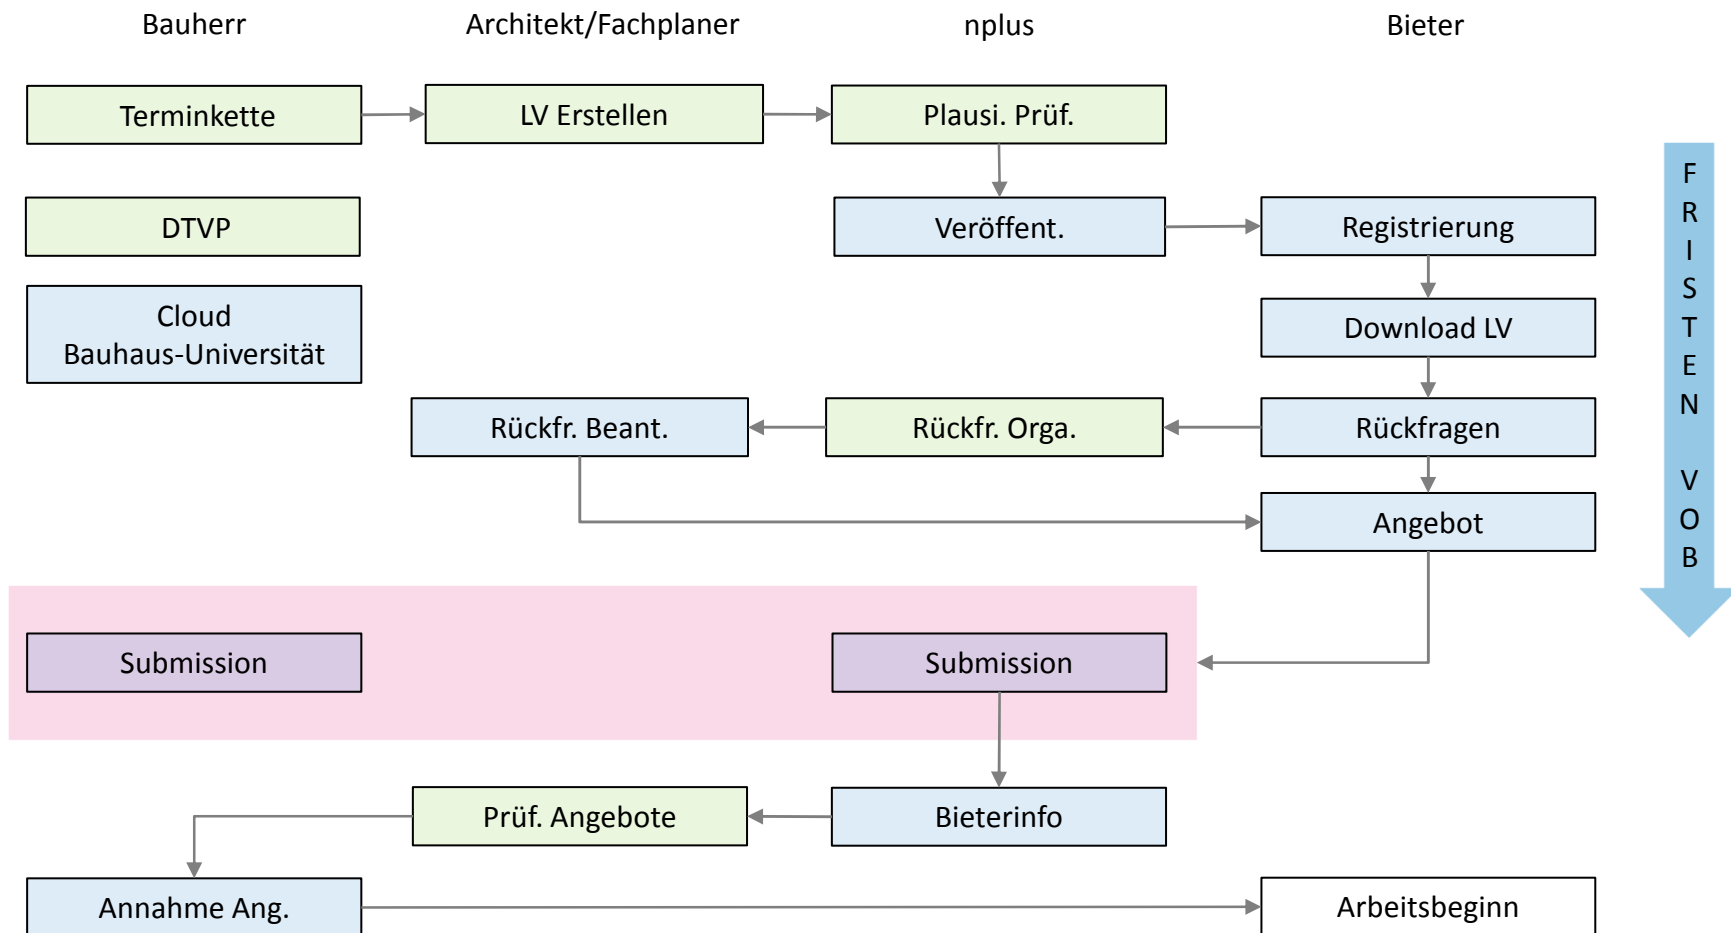 Bauherr
Architekt/Fachplaner
nplus
Bieter
Terminkette
LV Erstellen
Plausi. Prüf.
DTVP
Veröffent.
Registrierung
Cloud
Bauhaus-Universität
Download LV
Rückfr. Beant.
Rückfr. Orga.
Rückfragen
Angebot
Submission
Submission
Prüf. Angebote
Bieterinfo
Annahme Ang.
Arbeitsbeginn
F
R
I
S
T
E
N
V
O
B